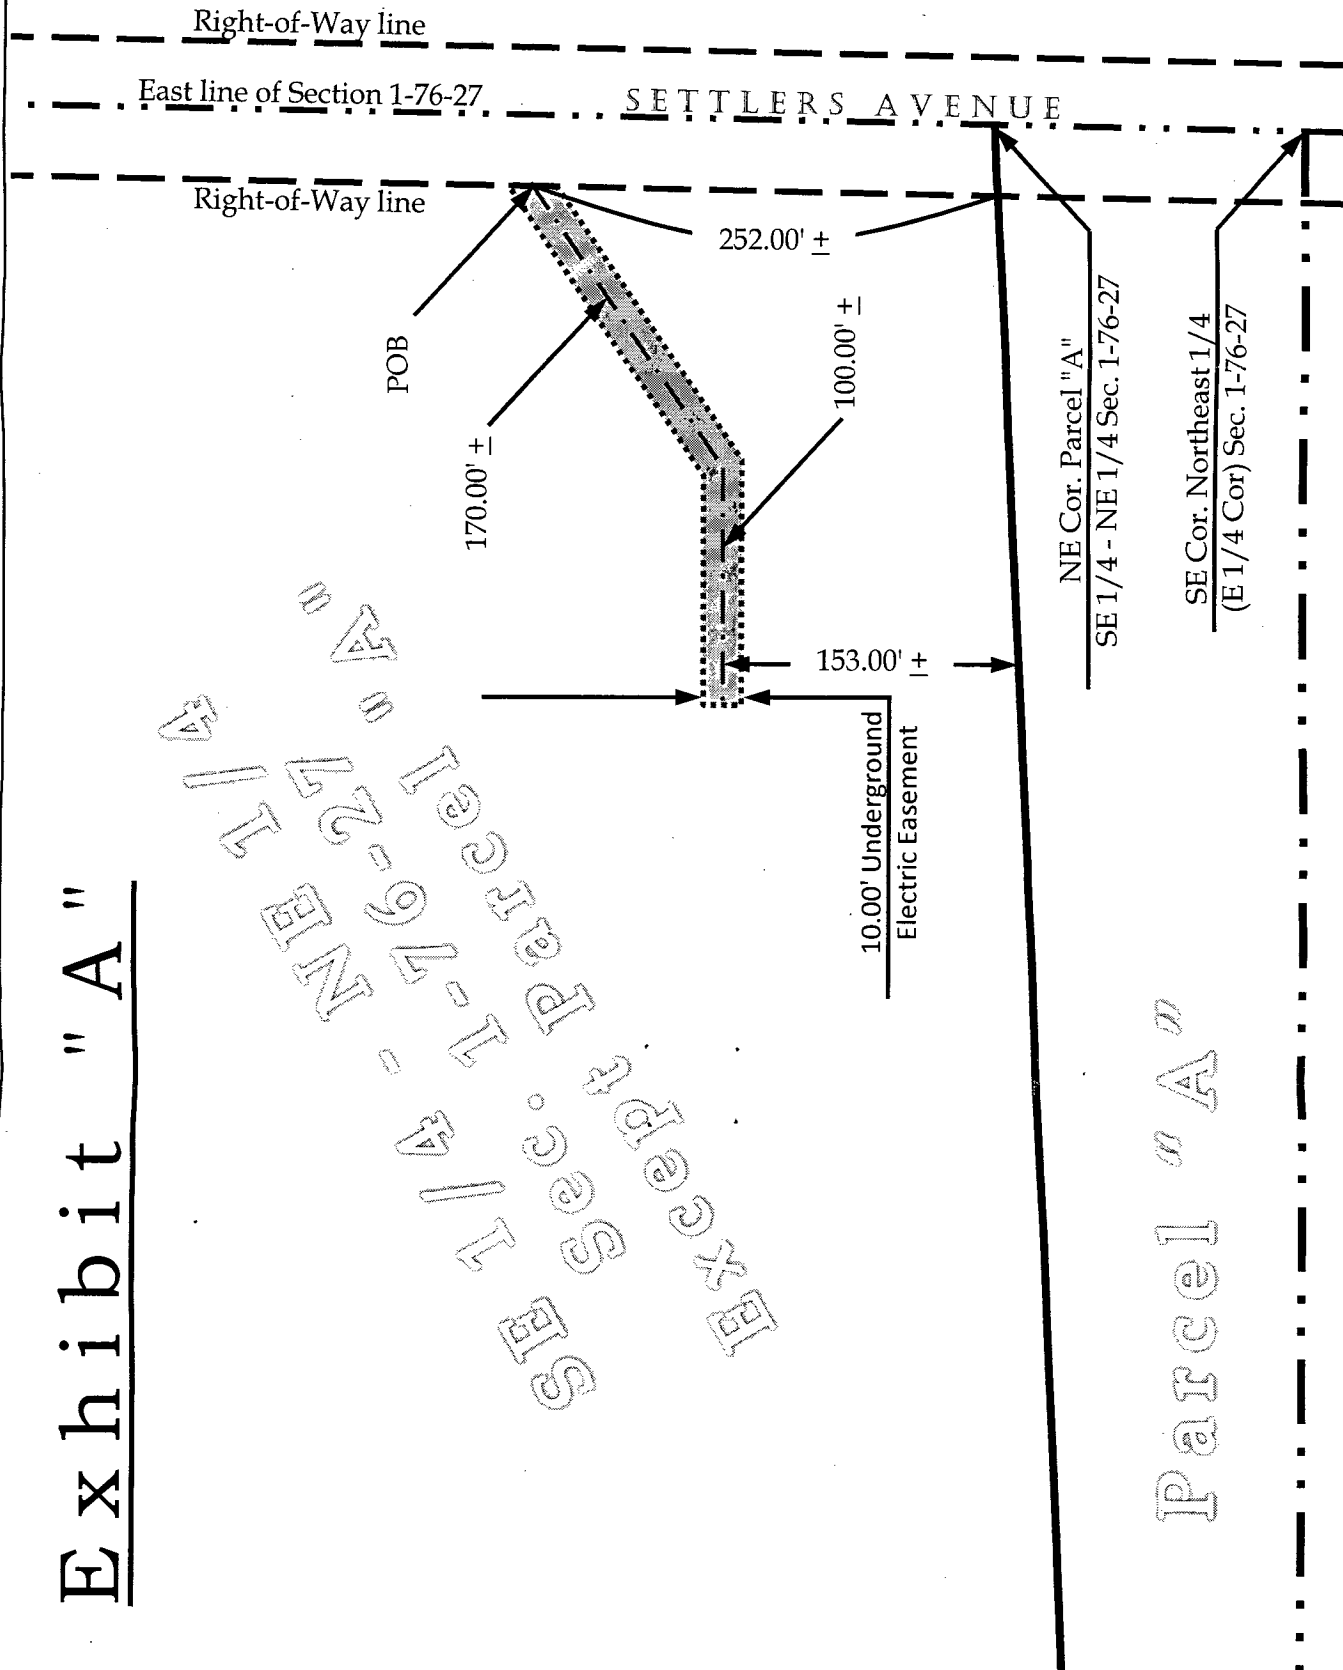 Right-of-Way line
East line of Section 1-76-27
SETTLERS AVENUE
Right-of-Way line
252.00' ±
POB
170.00' ±
100.00' ±
NE Cor. Parcel "A"
SE 1/4 - NE 1/4 Sec. 1-76-27
SE Cor. Northeast 1/4
(E 1/4 Cor) Sec. 1-76-27
153.00' ±
10.00' Underground
Electric Easement
Exhibit "A"
SE 1/4 - NE 1/4
Sec. 1-76-27
Except Parcel "A"
Parcel "A"